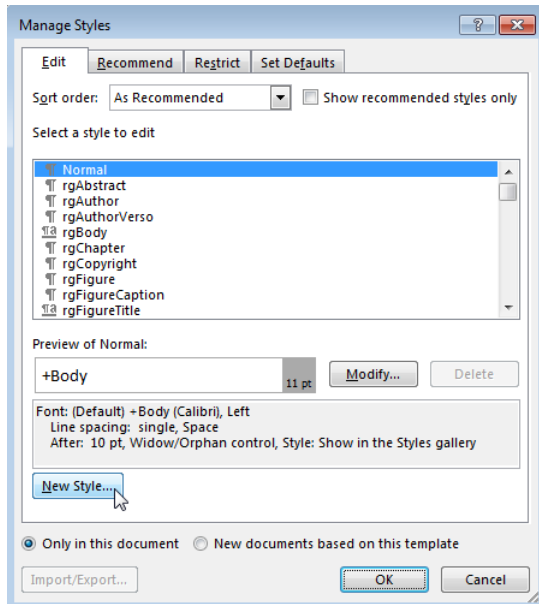 Manage Styles
?
Edit Recommend Restrict Set Defaults
Sort order: As Recommended Show recommended styles only
Select a style to edit
¶ Normal
¶ rgAbstract
¶ rgAuthor
¶ rgAuthorVerso
¶a rgBody
¶ rgChapter
¶ rgCopyright
¶ rgFigure
¶ rgFigureCaption
¶a rgFigureTitle
Preview of Normal:
+Body 11 pt Modify... Delete
Font: (Default) +Body (Calibri), Left
Line spacing: single, Space
After: 10 pt, Widow/Orphan control, Style: Show in the Styles gallery
New Style...
Only in this document New documents based on this template
Import/Export... OK Cancel